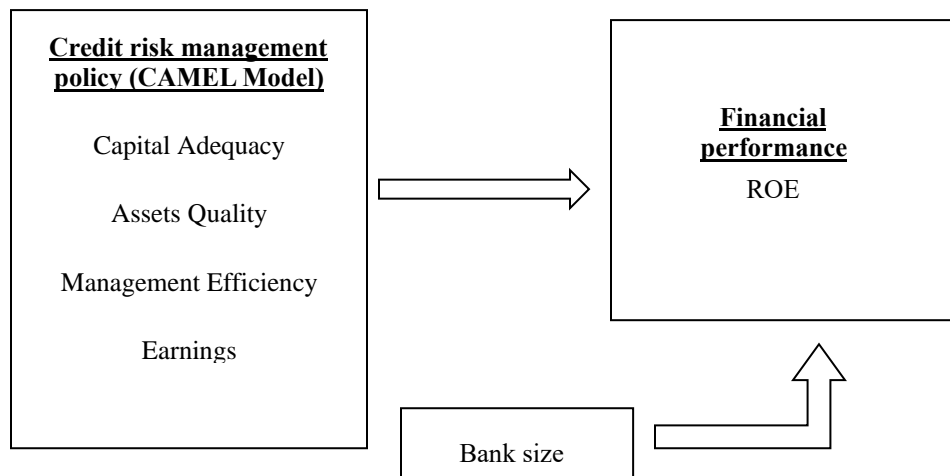 Credit risk management
policy (CAMEL Model)
Capital Adequacy
Assets Quality
Management Efficiency
Earnings
Financial
performance
ROE
Bank size